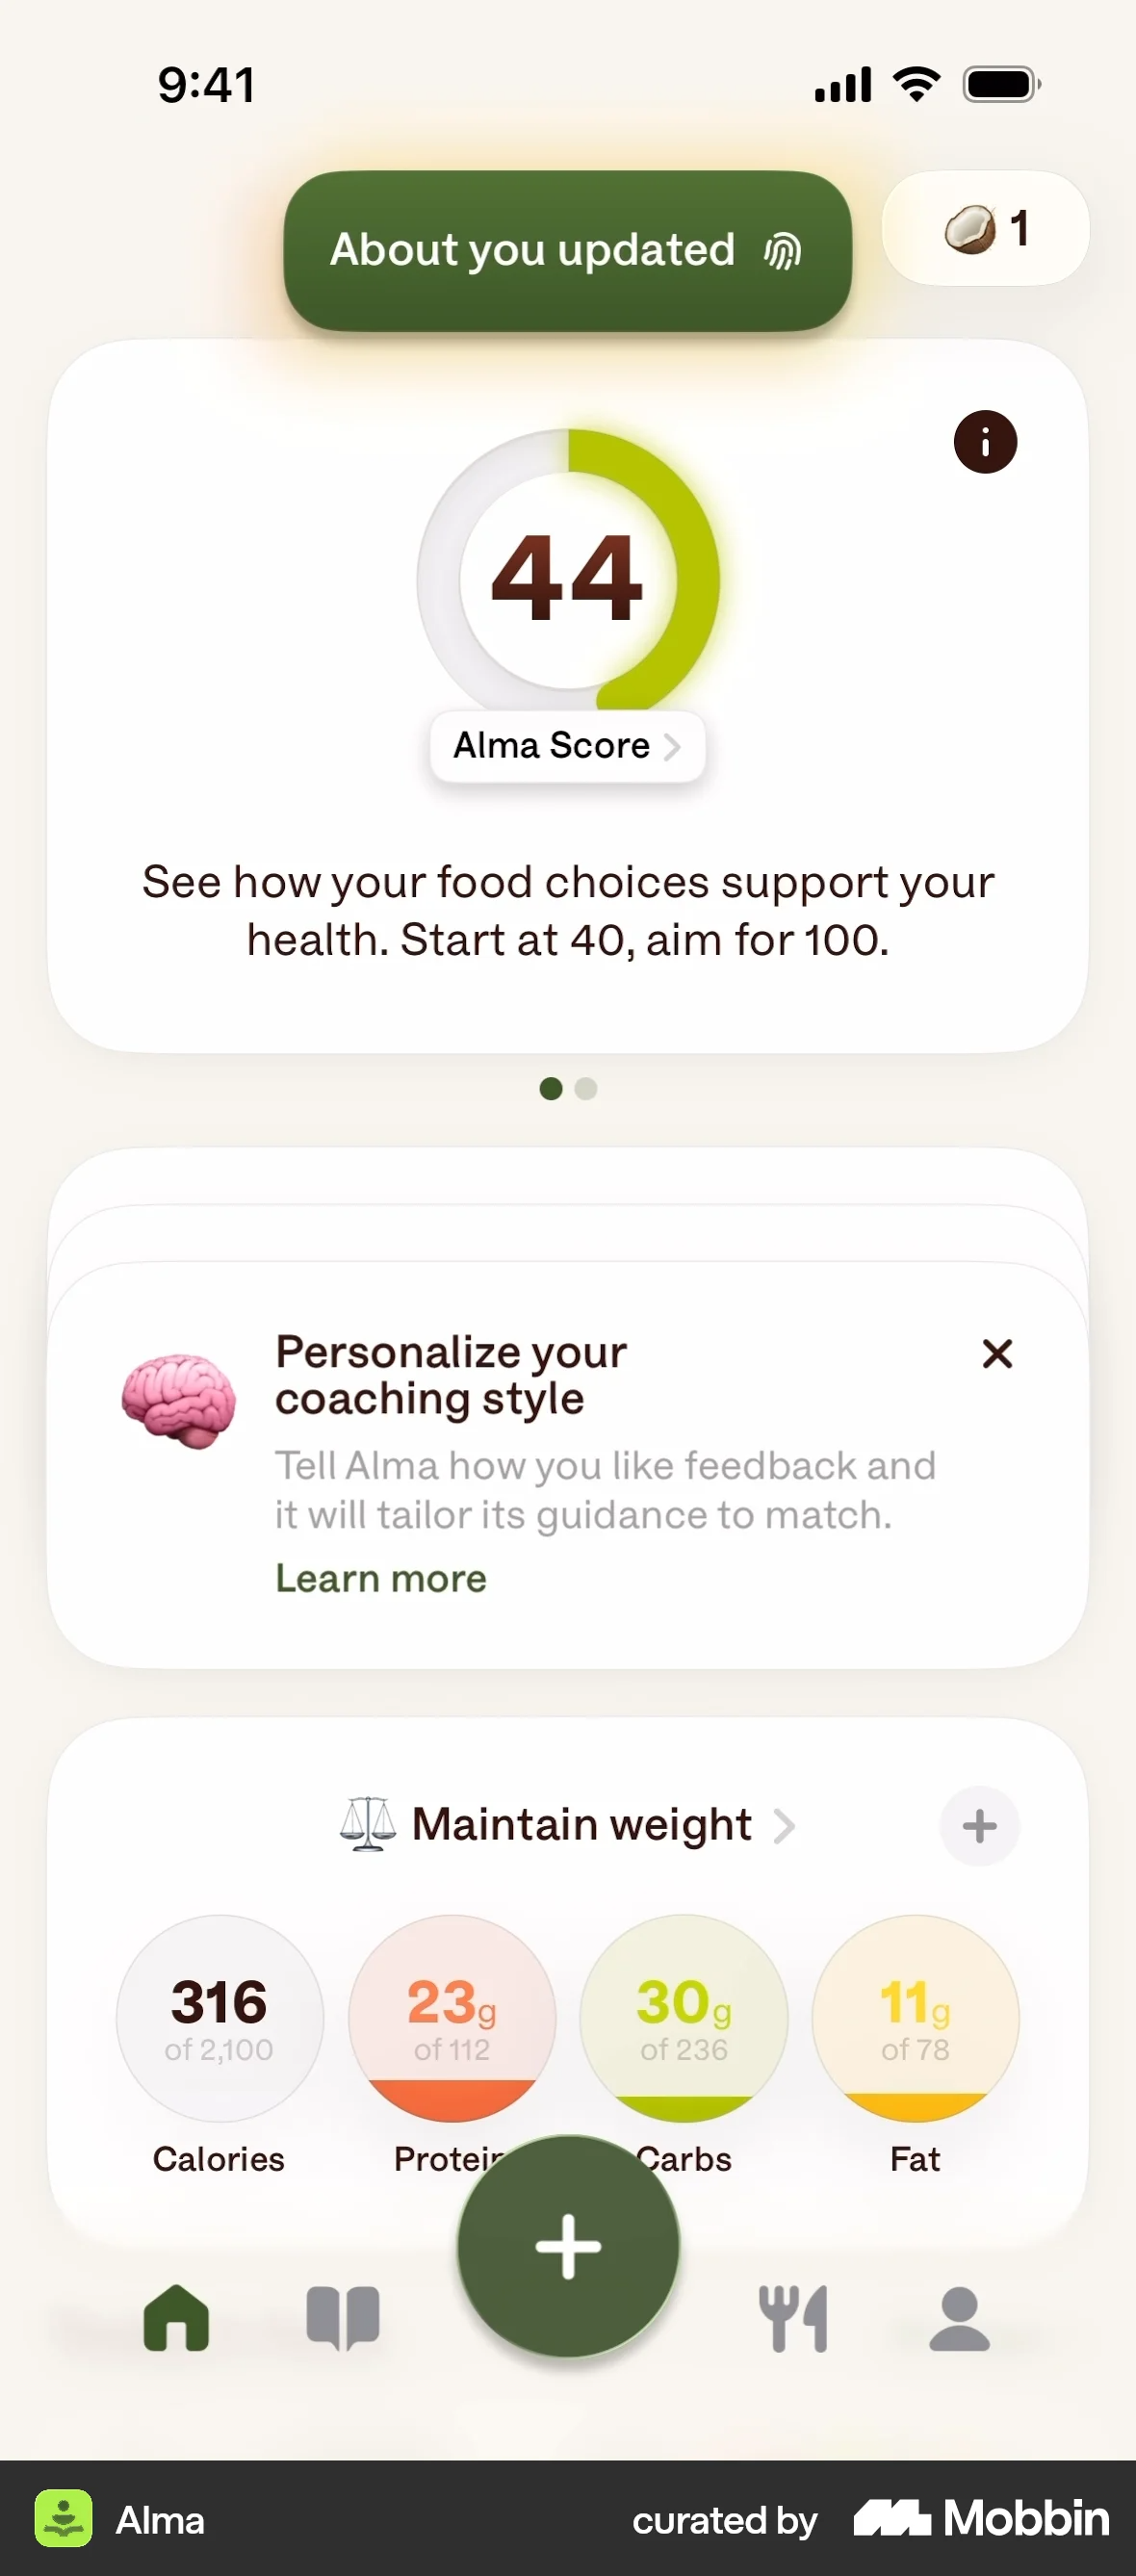 9:41
About you updated
1
44
Alma Score
See how your food choices support your
health. Start at 40, aim for 100.
Personalize your
coaching style
Tell Alma how you like feedback and
it will tailor its guidance to match.
Learn more
Maintain weight
316
of 2,100
Calories
23g
of 112
Protein
30g
of 236
Carbs
11g
of 78
Fat
Alma
curated by Mobbin